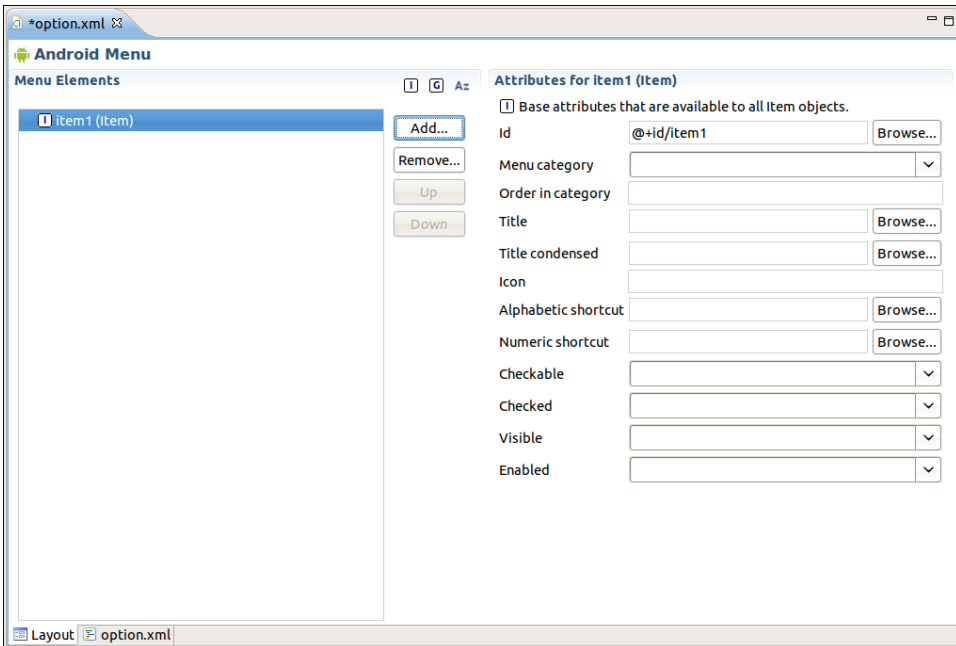 *option.xml
Android Menu
Menu Elements
I G Az
I item1 (Item)
Add...
Remove...
Up
Down
Attributes for item1 (Item)
I Base attributes that are available to all Item objects.
Id @+id/item1 Browse...
Menu category
Order in category
Title Browse...
Title condensed Browse...
Icon
Alphabetic shortcut Browse...
Numeric shortcut Browse...
Checkable
Checked
Visible
Enabled
Layout option.xml